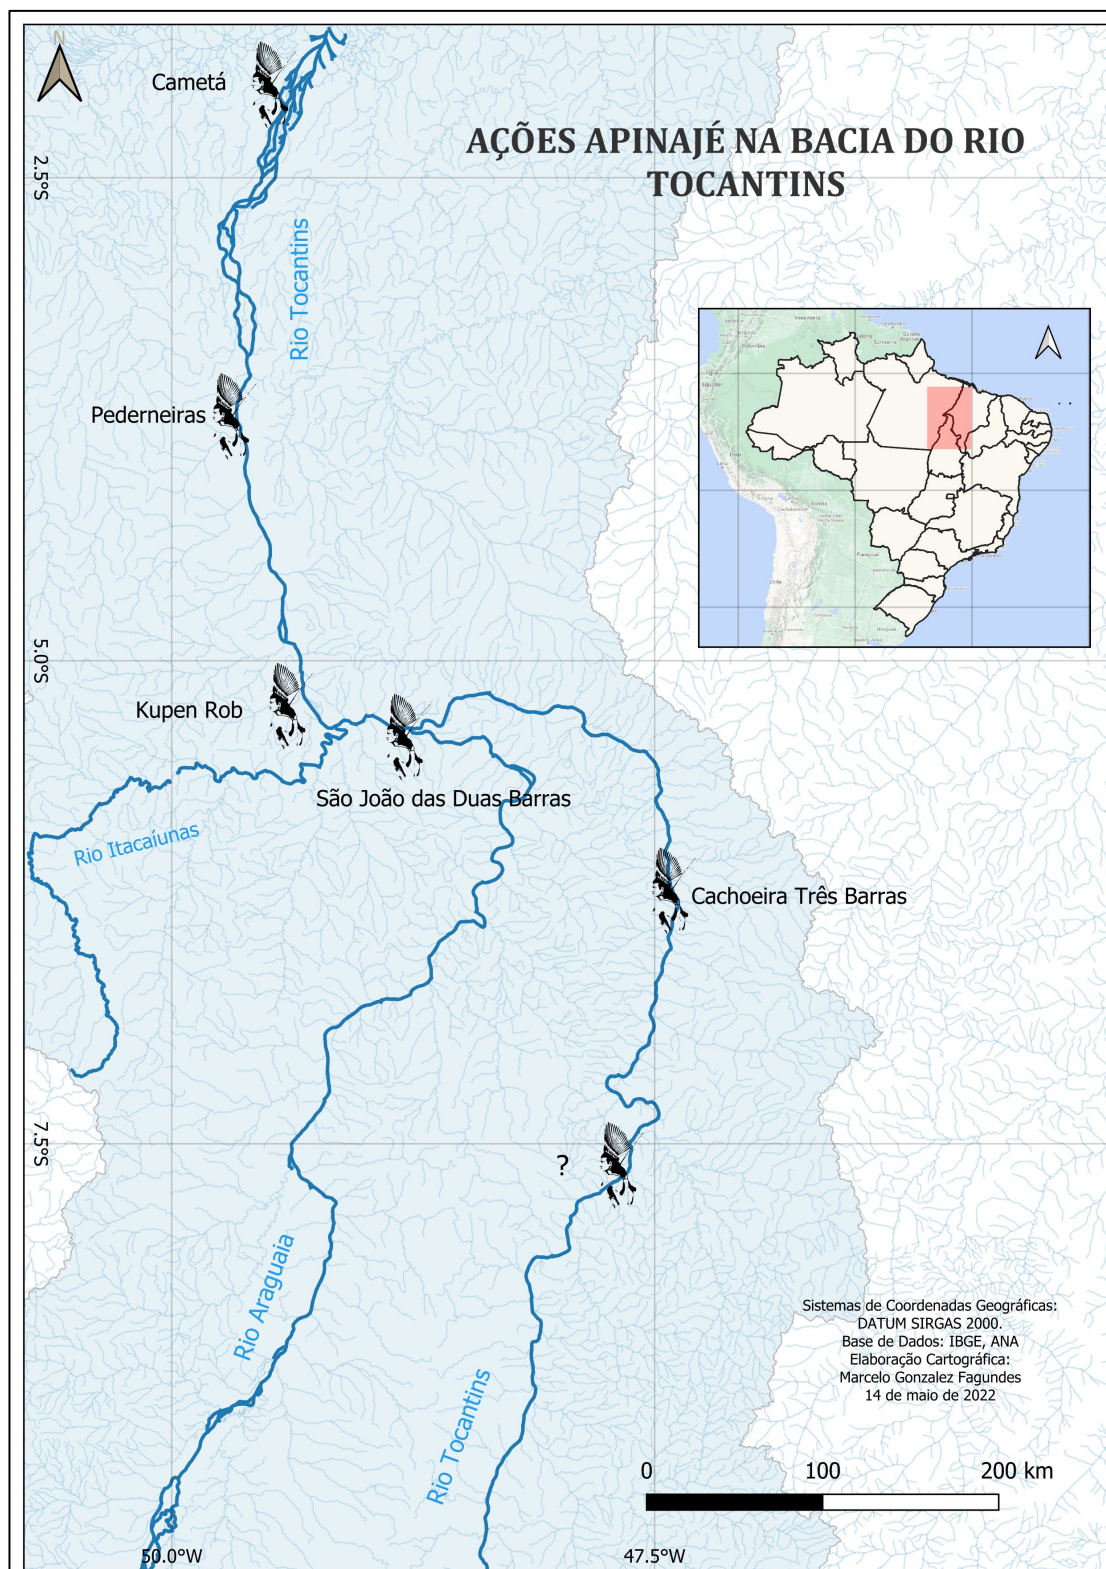 N
Cametá
AÇÕES APINAJÉ NA BACIA DO RIO
TOCANTINS
2.5°S
Rio Tocantins
Pederneiras
5.0°S
Kupen Rob
São João das Duas Barras
Rio Itacaíunas
Cachoeira Três Barras
7.5°S
?
Rio Araguaia
Rio Tocantins
Sistemas de Coordenadas Geográficas:
DATUM SIRGAS 2000.
Base de Dados: IBGE, ANA
Elaboração Cartográfica:
Marcelo Gonzalez Fagundes
14 de maio de 2022
0 100 200 km
50.0°W 47.5°W